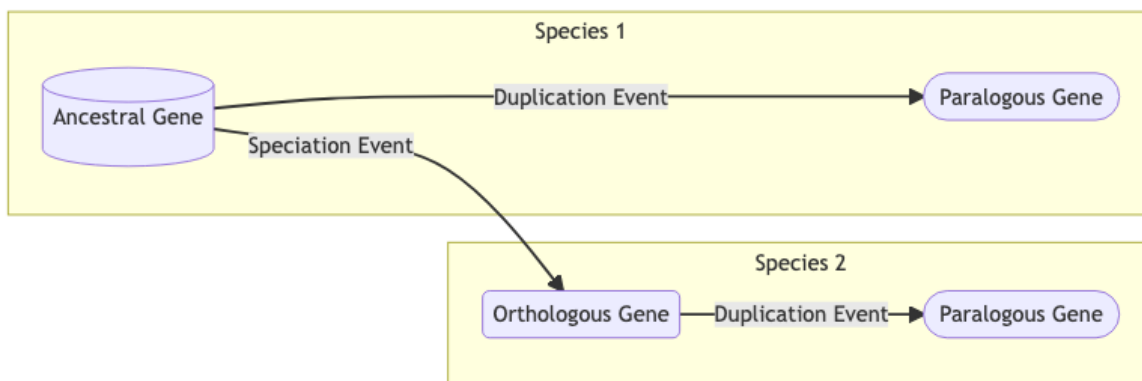 Species 1
Ancestral Gene
Duplication Event
Paralogous Gene
Speciation Event
Species 2
Orthologous Gene
Duplication Event
Paralogous Gene